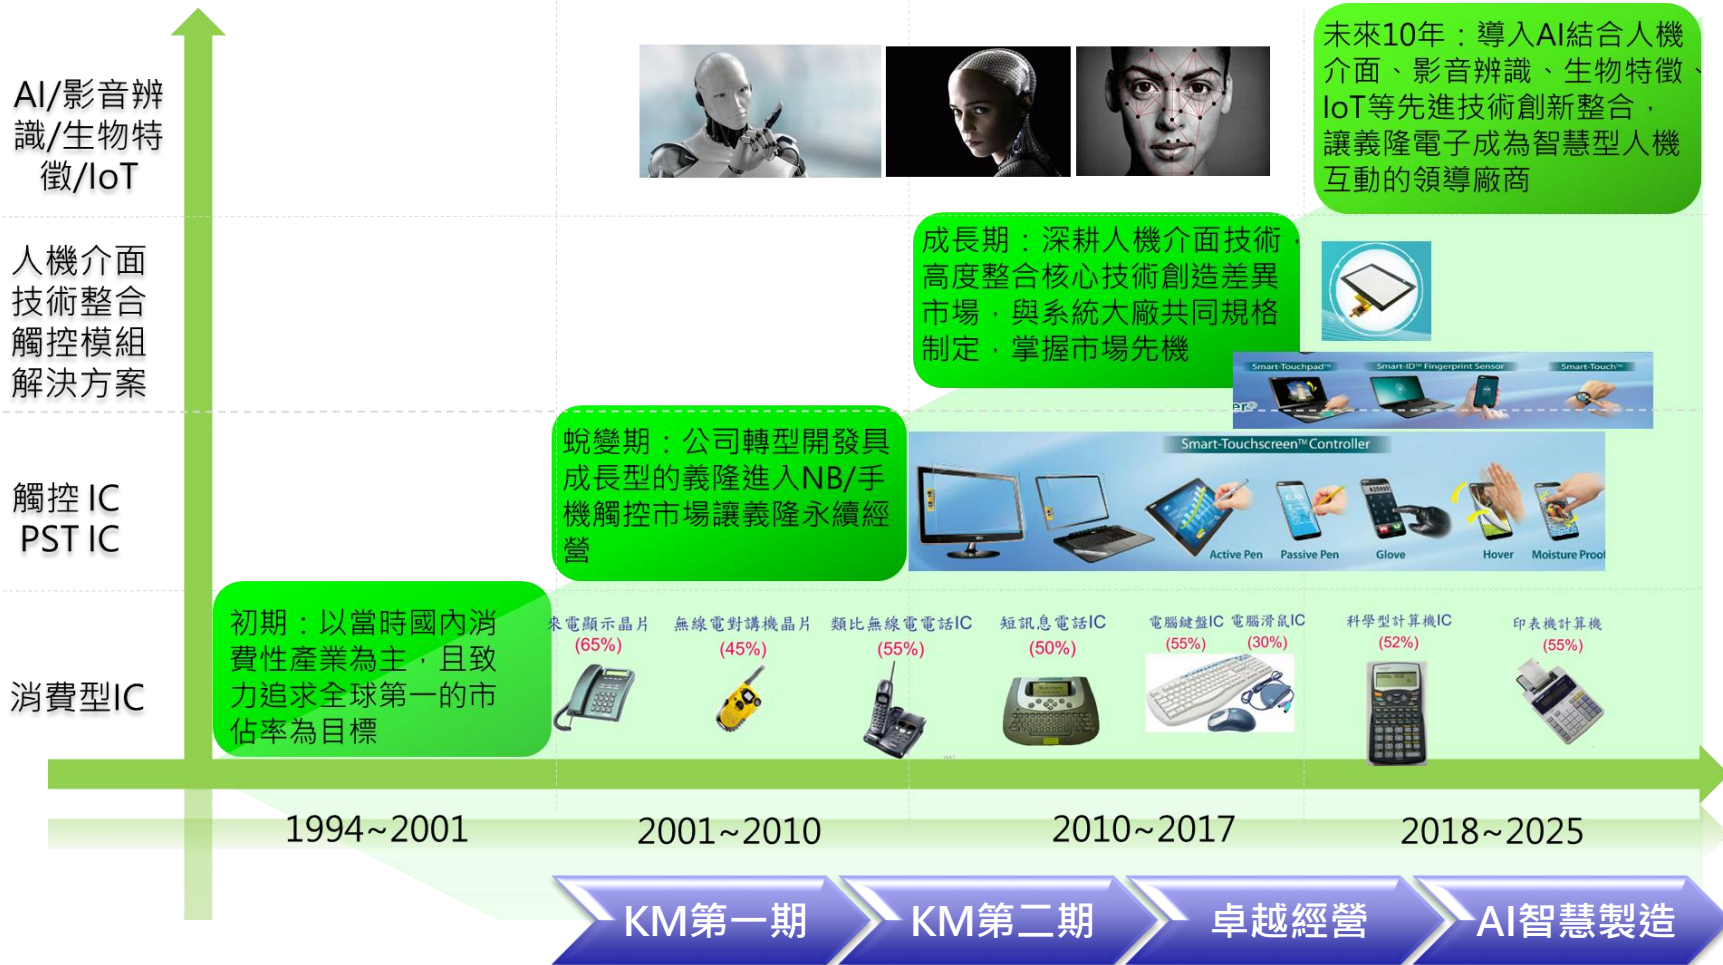 AI/影音辨
識/生物特
徵/IoT
未來10年：導入AI結合人機
介面、影音辨識、生物特徵、
IoT等先進技術創新整合，
讓義隆電子成為智慧型人機
互動的領導廠商
人機介面
技術整合
觸控模組
解決方案
成長期：深耕人機介面技術，
高度整合核心技術創造差異
市場，與系統大廠共同規格
制定，掌握市場先機
Smart-Touchpad™
Smart-ID™ Fingerprint Sensor
Smart-Touch™
er®
觸控 IC
PST IC
蛻變期：公司轉型開發具
成長型的義隆進入NB/手
機觸控市場讓義隆永續經
營
Smart-Touchscreen™ Controller
Active Pen
Passive Pen
Glove
Hover
Moisture Proof
消費型IC
初期：以當時國內消
費性產業為主，且致
力追求全球第一的市
佔率為目標
來電顯示晶片
(65%)
無線電對講機晶片
(45%)
類比無線電電話IC
(55%)
短訊息電話IC
(50%)
電腦鍵盤IC
(55%)
電腦滑鼠IC
(30%)
科學型計算機IC
(52%)
印表機計算機
(55%)
1994~2001
2001~2010
2010~2017
2018~2025
KM第一期
KM第二期
卓越經營
AI智慧製造